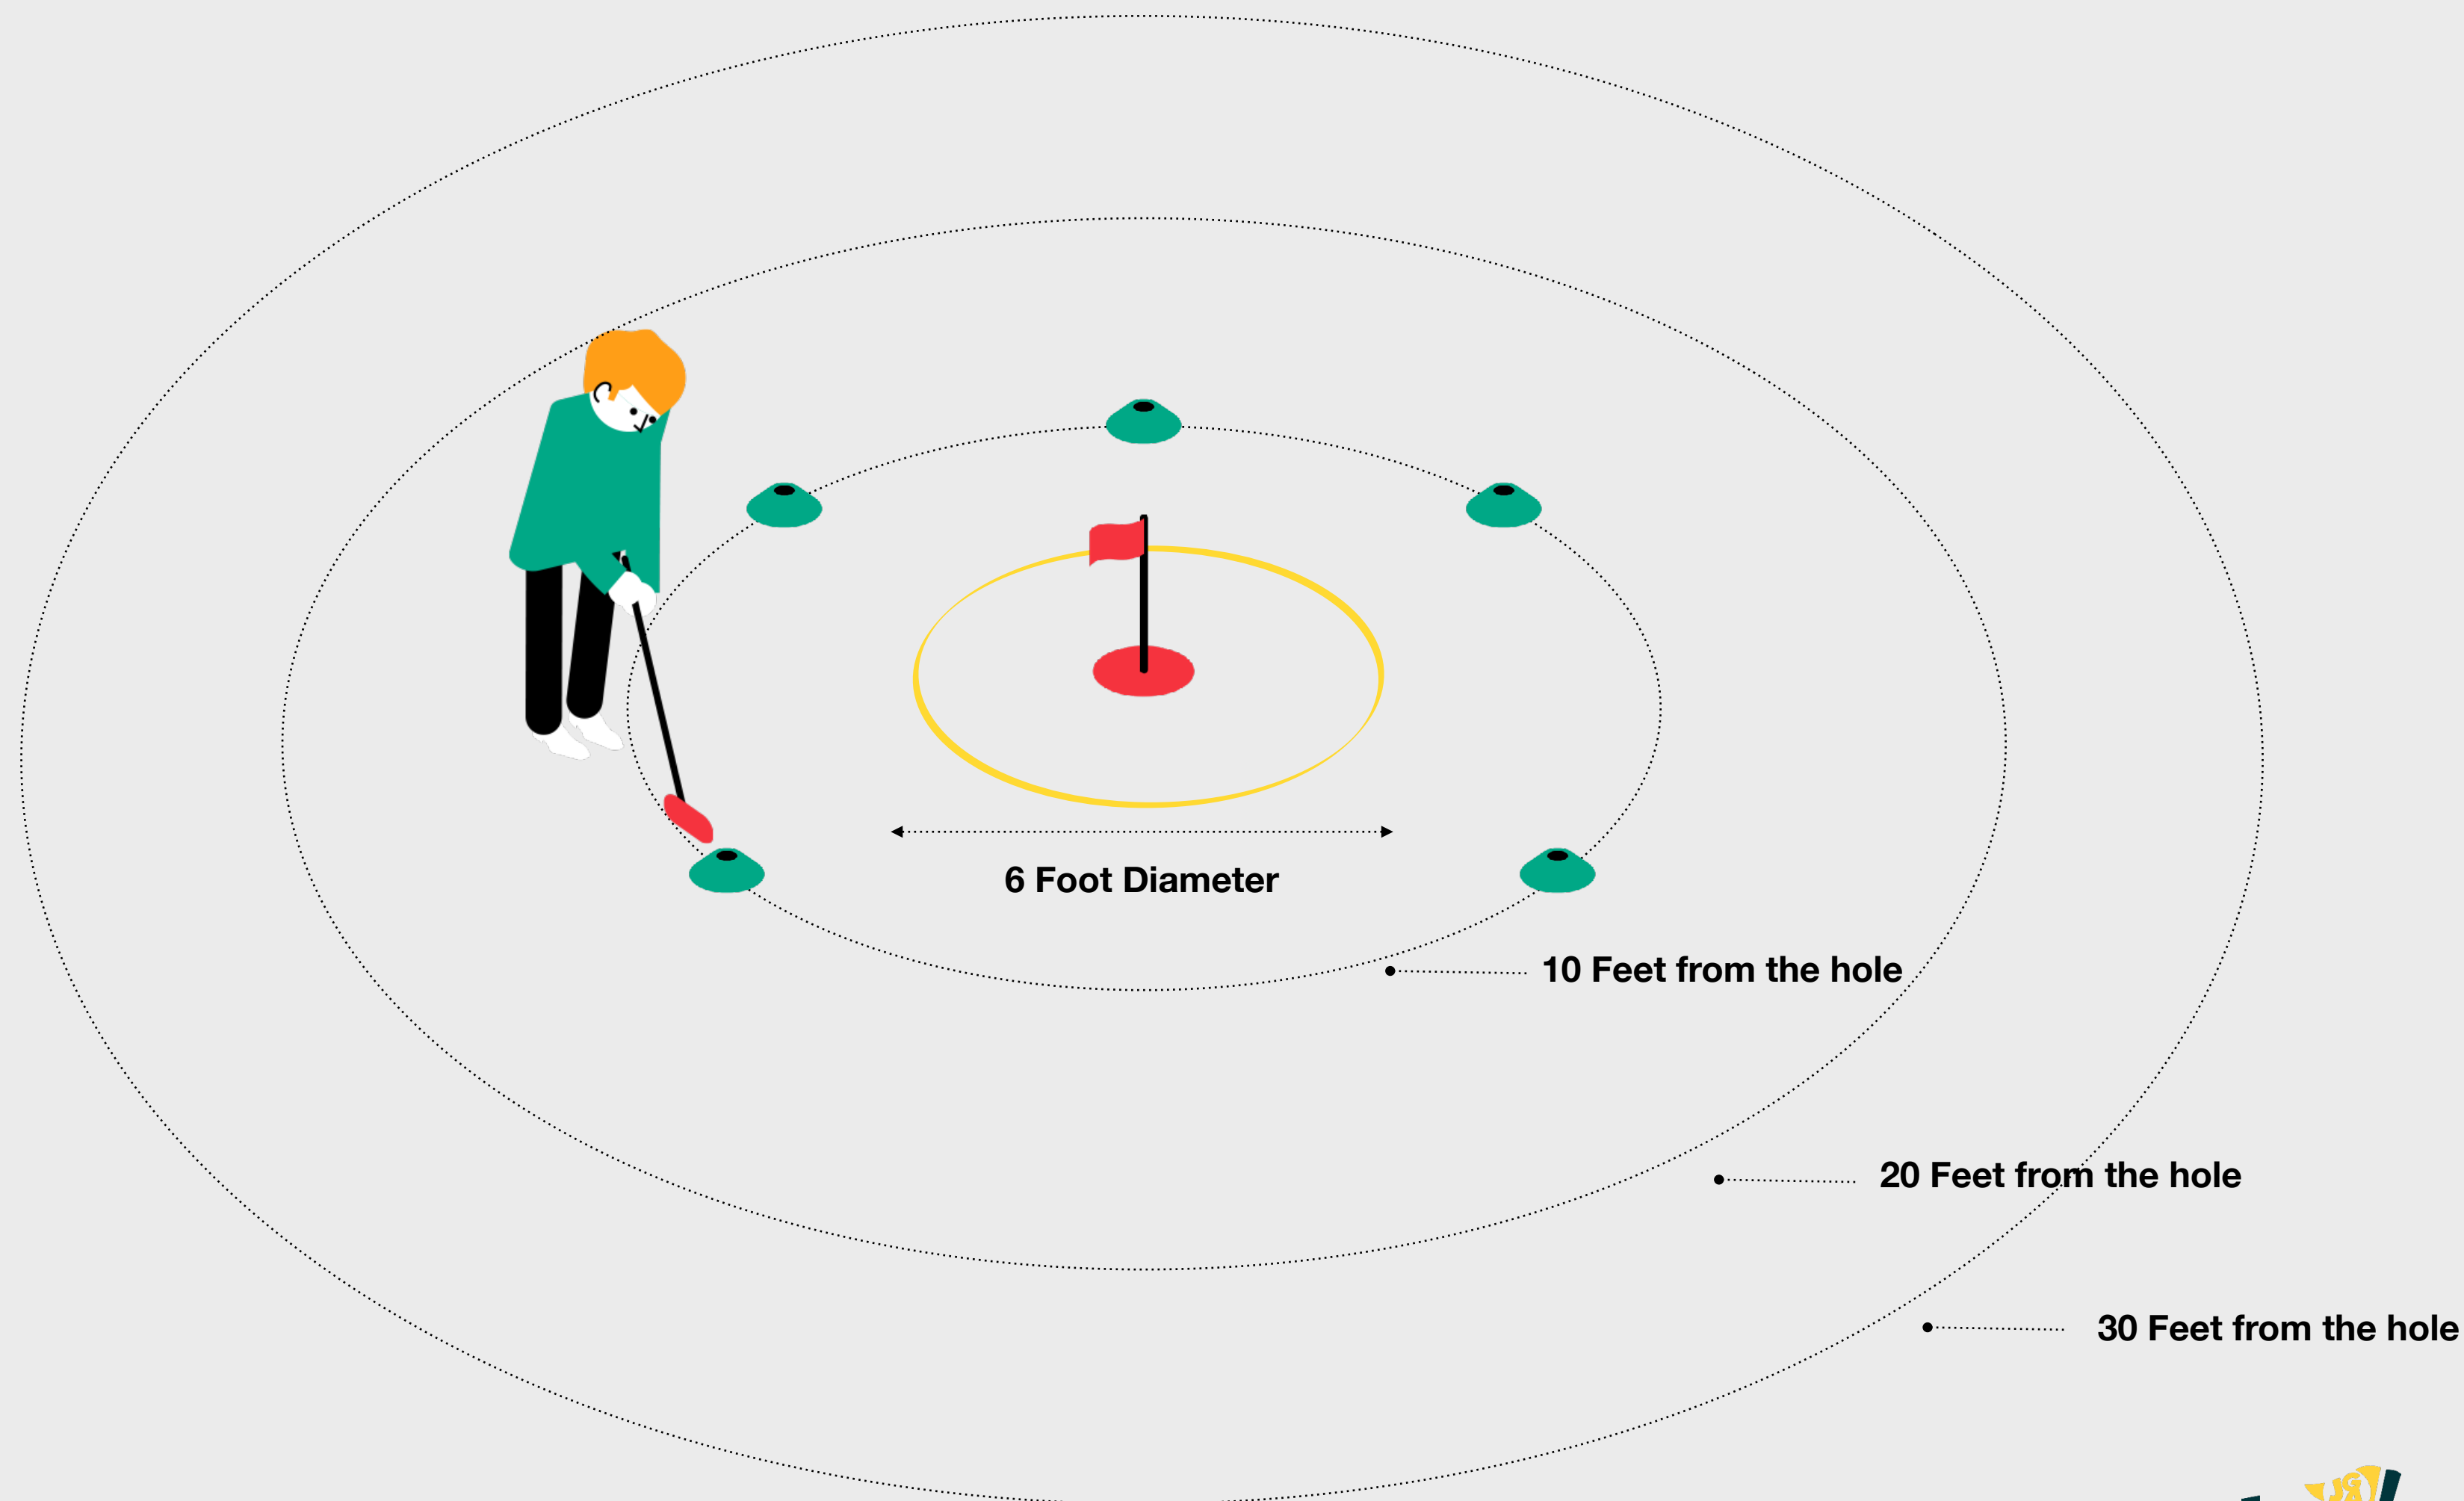 6 Foot Diameter
10 Feet from the hole
20 Feet from the hole
30 Feet from the hole